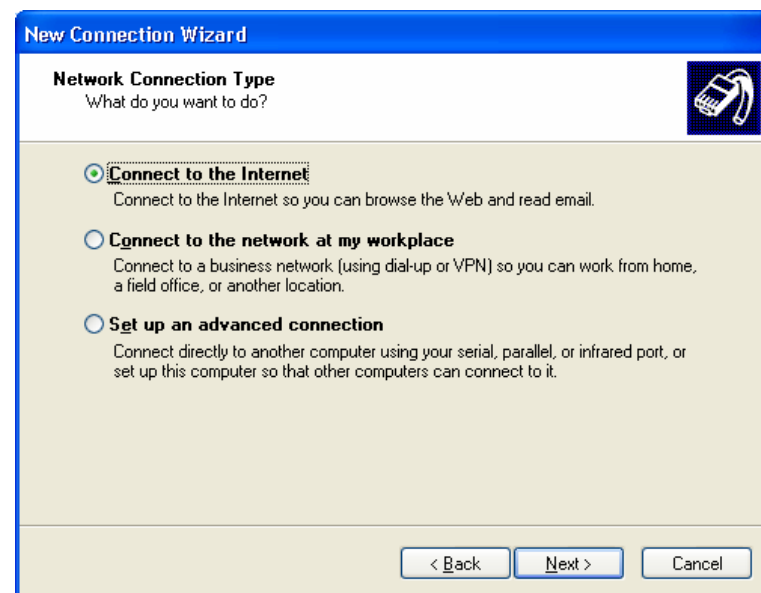 New Connection Wizard
Network Connection Type
What do you want to do?
Connect to the Internet
Connect to the Internet so you can browse the Web and read email.
Connect to the network at my workplace
Connect to a business network (using dial-up or VPN) so you can work from home,
a field office, or another location.
Set up an advanced connection
Connect directly to another computer using your serial, parallel, or infrared port, or
set up this computer so that other computers can connect to it.
< Back Next > Cancel